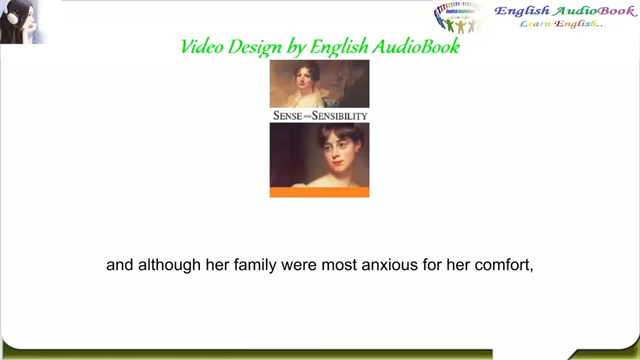 English AudioBook
Learn English...
Video Design by English AudioBook
SENSE AND SENSIBILITY
and although her family were most anxious for her comfort,